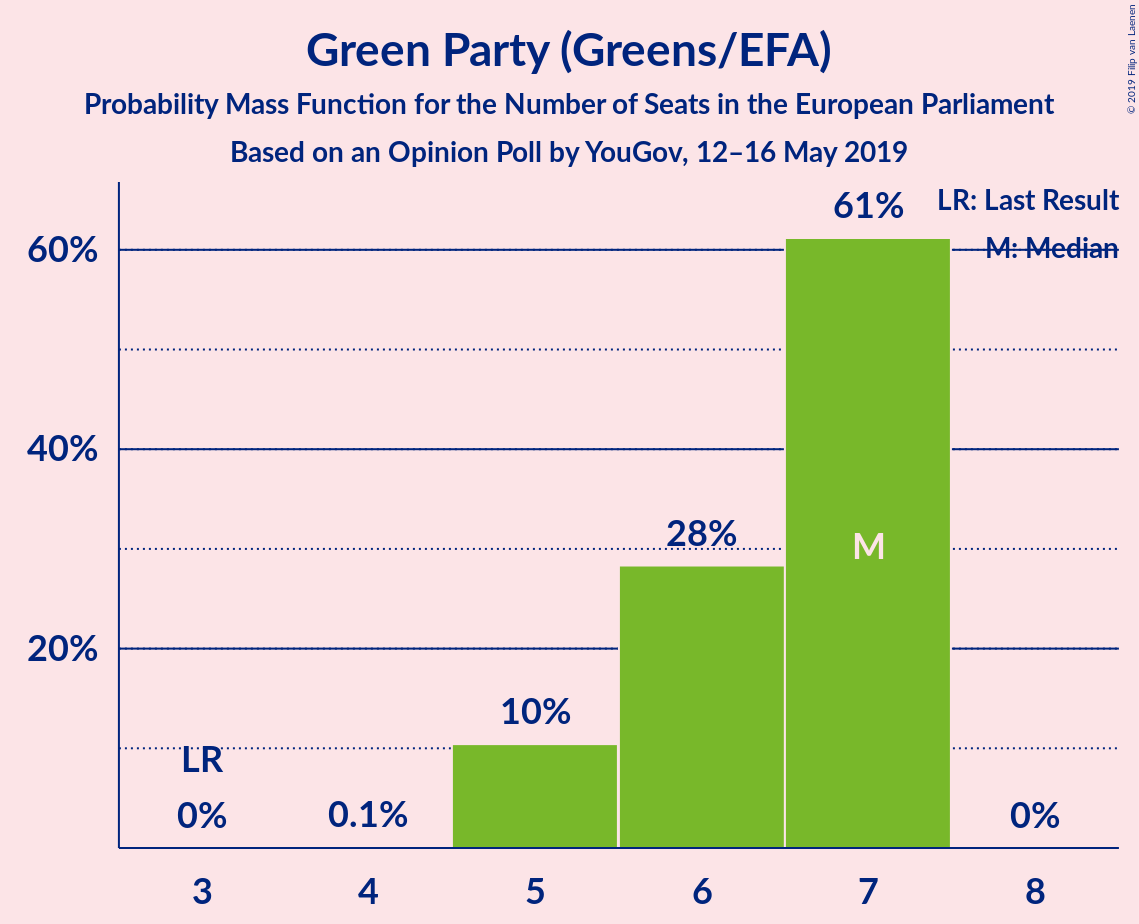 Green Party (Greens/EFA)
Probability Mass Function for the Number of Seats in the European Parliament
Based on an Opinion Poll by YouGov, 12–16 May 2019
© 2019 Filip van Laenen
LR: Last Result
M: Median
61%
60%
40%
28%
M
20%
10%
LR
0%
0.1%
0%
3
4
5
6
7
8